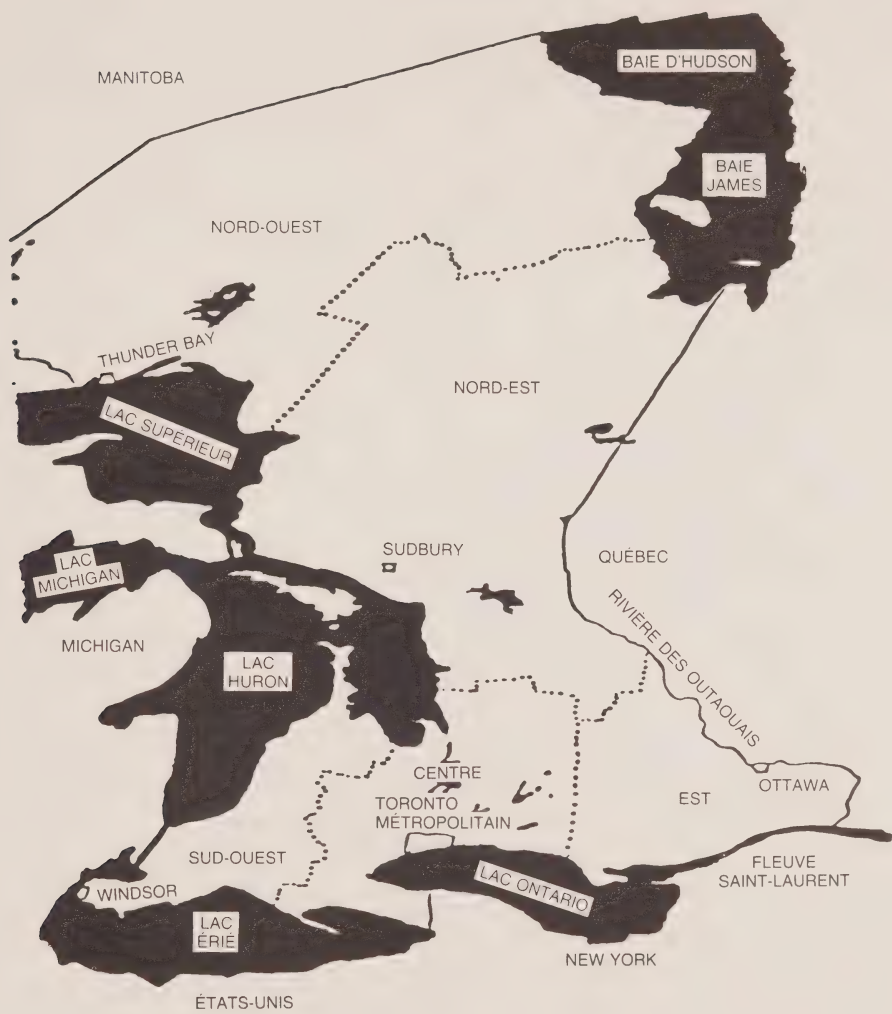 BAIE D'HUDSON
MANITOBA
BAIE
JAMES
NORD-OUEST
THUNDER BAY
NORD-EST
LAC SUPÉRIEUR
SUDBURY
QUÉBEC
LAC
MICHIGAN
RIVIÈRE DES OUTAOUAIS
MICHIGAN
LAC
HURON
CENTRE
OTTAWA
EST
TORONTO
MÉTROPOLITAIN
SUD-OUEST
FLEUVE
SAINT-LAURENT
LAC ONTARIO
WINDSOR
LAC
ÉRIÉ
NEW YORK
ÉTATS-UNIS